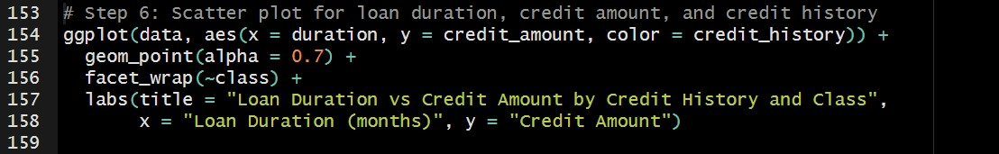 153 # Step 6: Scatter plot for loan duration, credit amount, and credit history
154 ggplot(data, aes(x = duration, y = credit_amount, color = credit_history)) +
155   geom_point(alpha = 0.7) +
156   facet_wrap(~class) +
157   labs(title = "Loan Duration vs Credit Amount by Credit History and Class",
158        x = "Loan Duration (months)", y = "Credit Amount")
159